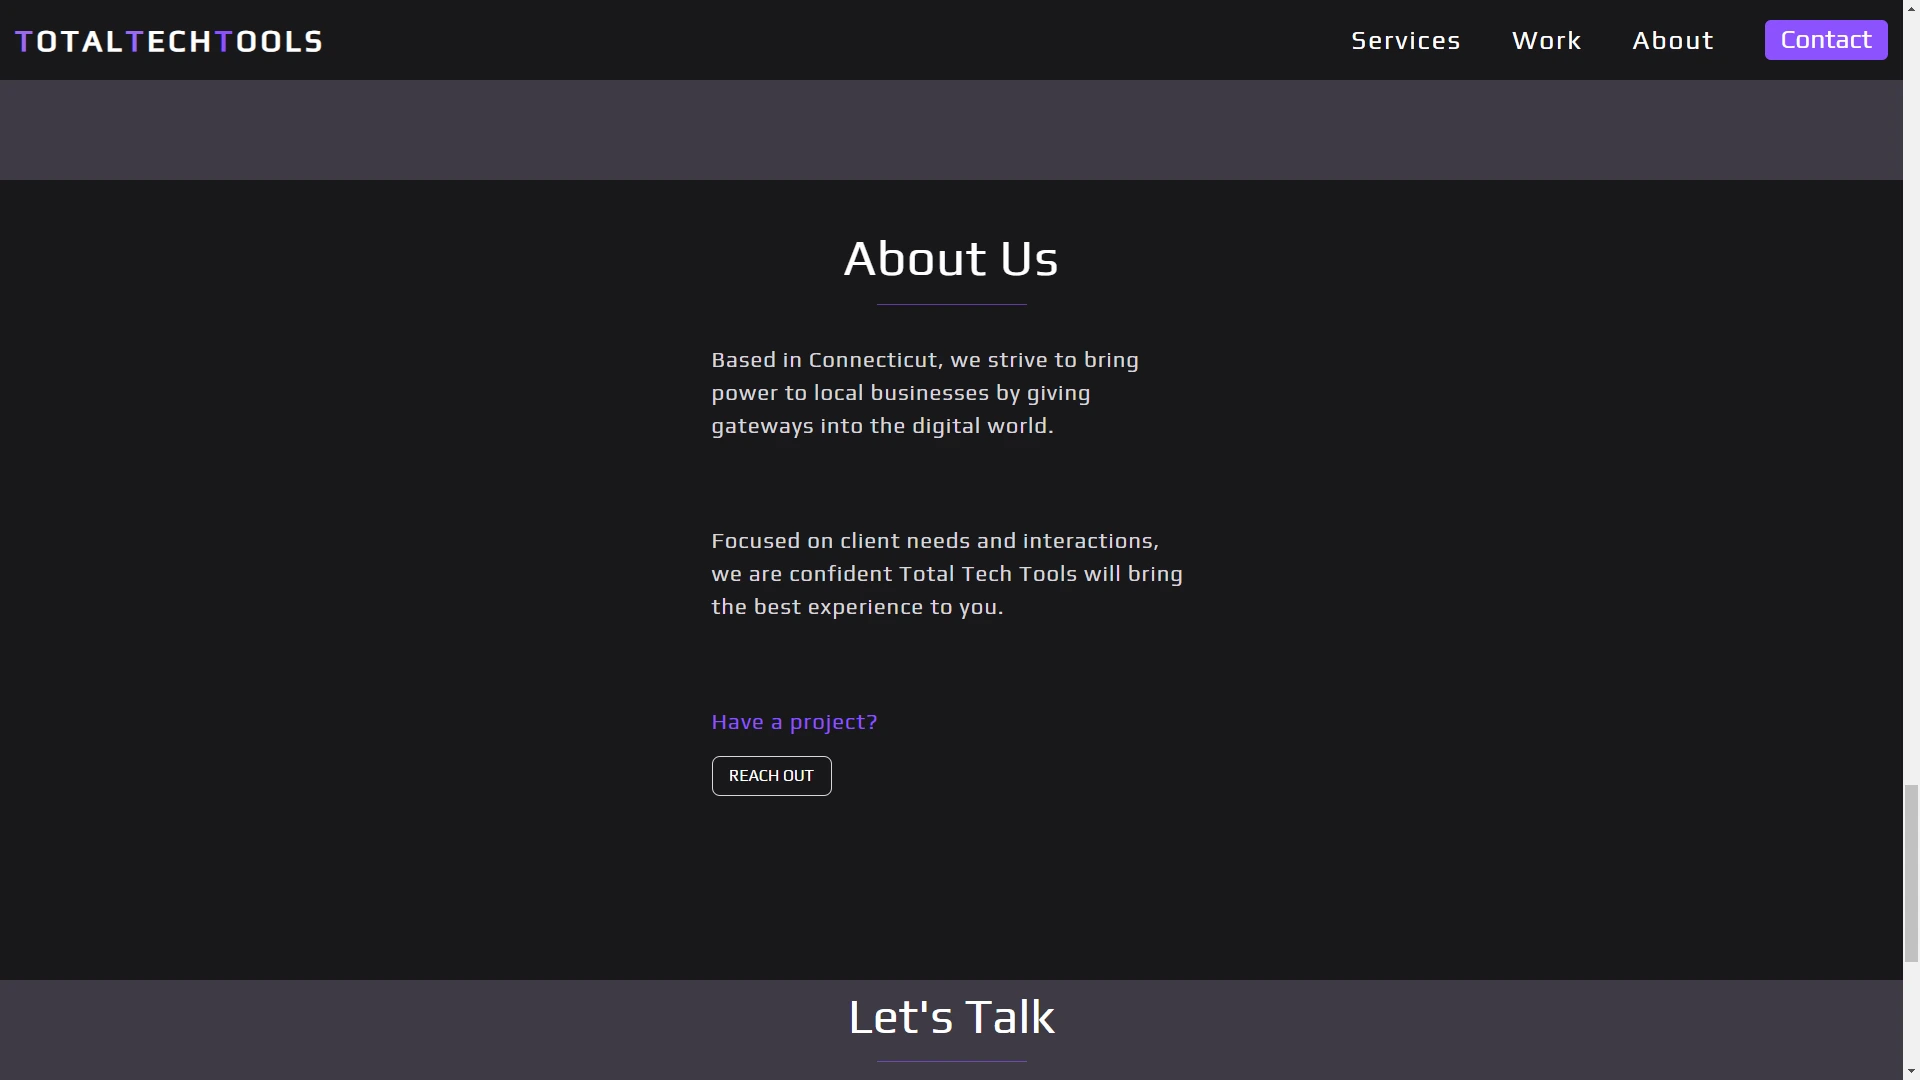 TOTALTECHTOOLS
Services Work About Contact
About Us
Based in Connecticut, we strive to bring
power to local businesses by giving
gateways into the digital world.
Focused on client needs and interactions,
we are confident Total Tech Tools will bring
the best experience to you.
Have a project?
REACH OUT
Let's Talk